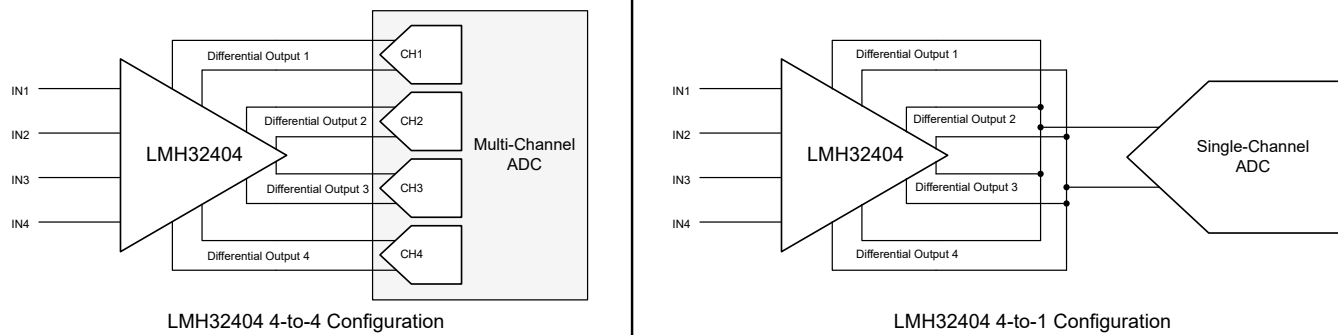 Differential Output 1
CH1
IN1
Differential Output 2
CH2
IN2
LMH32404
Multi-Channel
ADC
IN3
Differential Output 3
CH3
IN4
Differential Output 4
CH4
LMH32404 4-to-4 Configuration
Differential Output 1
IN1
Differential Output 2
IN2
LMH32404
Single-Channel
ADC
IN3
Differential Output 3
IN4
Differential Output 4
LMH32404 4-to-1 Configuration